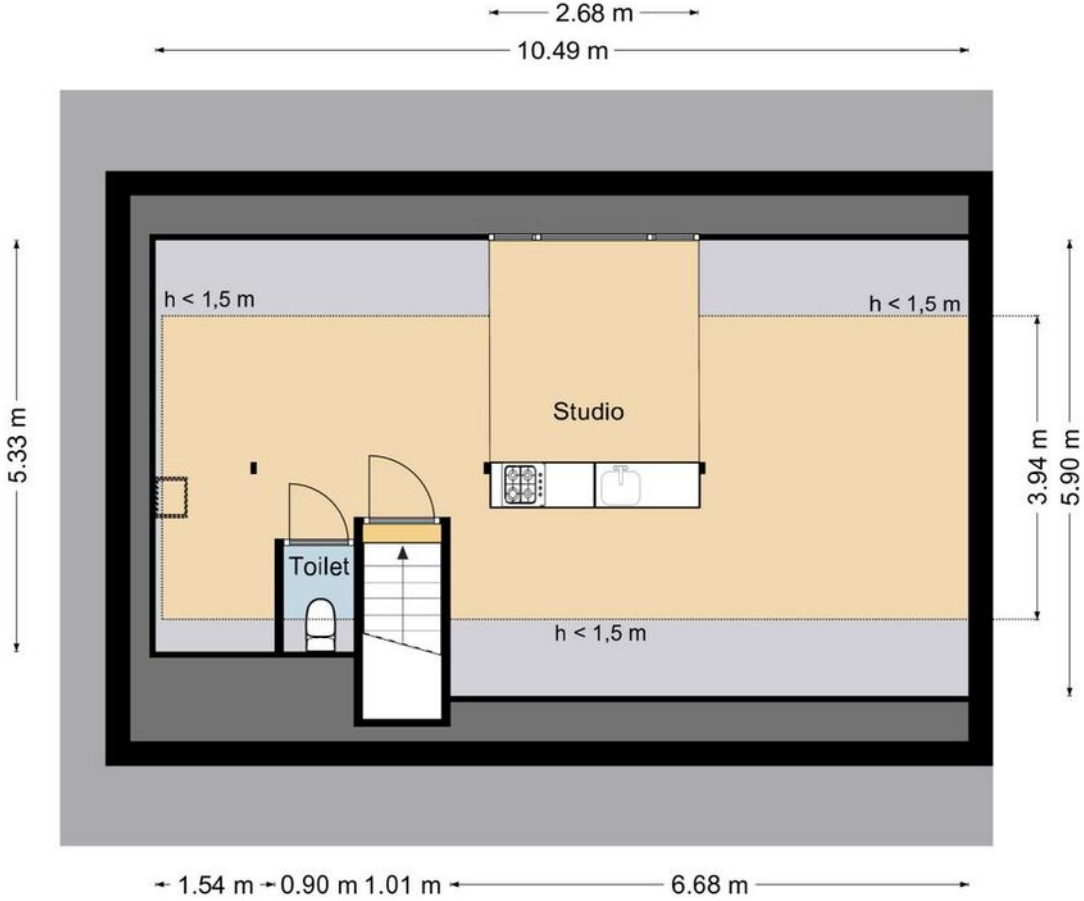 2.68 m
10.49 m
h < 1,5 m
h < 1,5 m
Studio
5.33 m
3.94 m
5.90 m
Toilet
h < 1,5 m
1.54 m 0.90 m 1.01 m 6.68 m